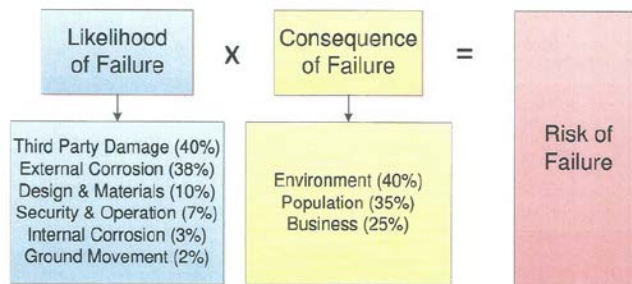 Likelihood
of Failure
X
Consequence
of Failure
=
Third Party Damage (40%)
External Corrosion (38%)
Design & Materials (10%)
Security & Operation (7%)
Internal Corrosion (3%)
Ground Movement (2%)
Environment (40%)
Population (35%)
Business (25%)
Risk of
Failure